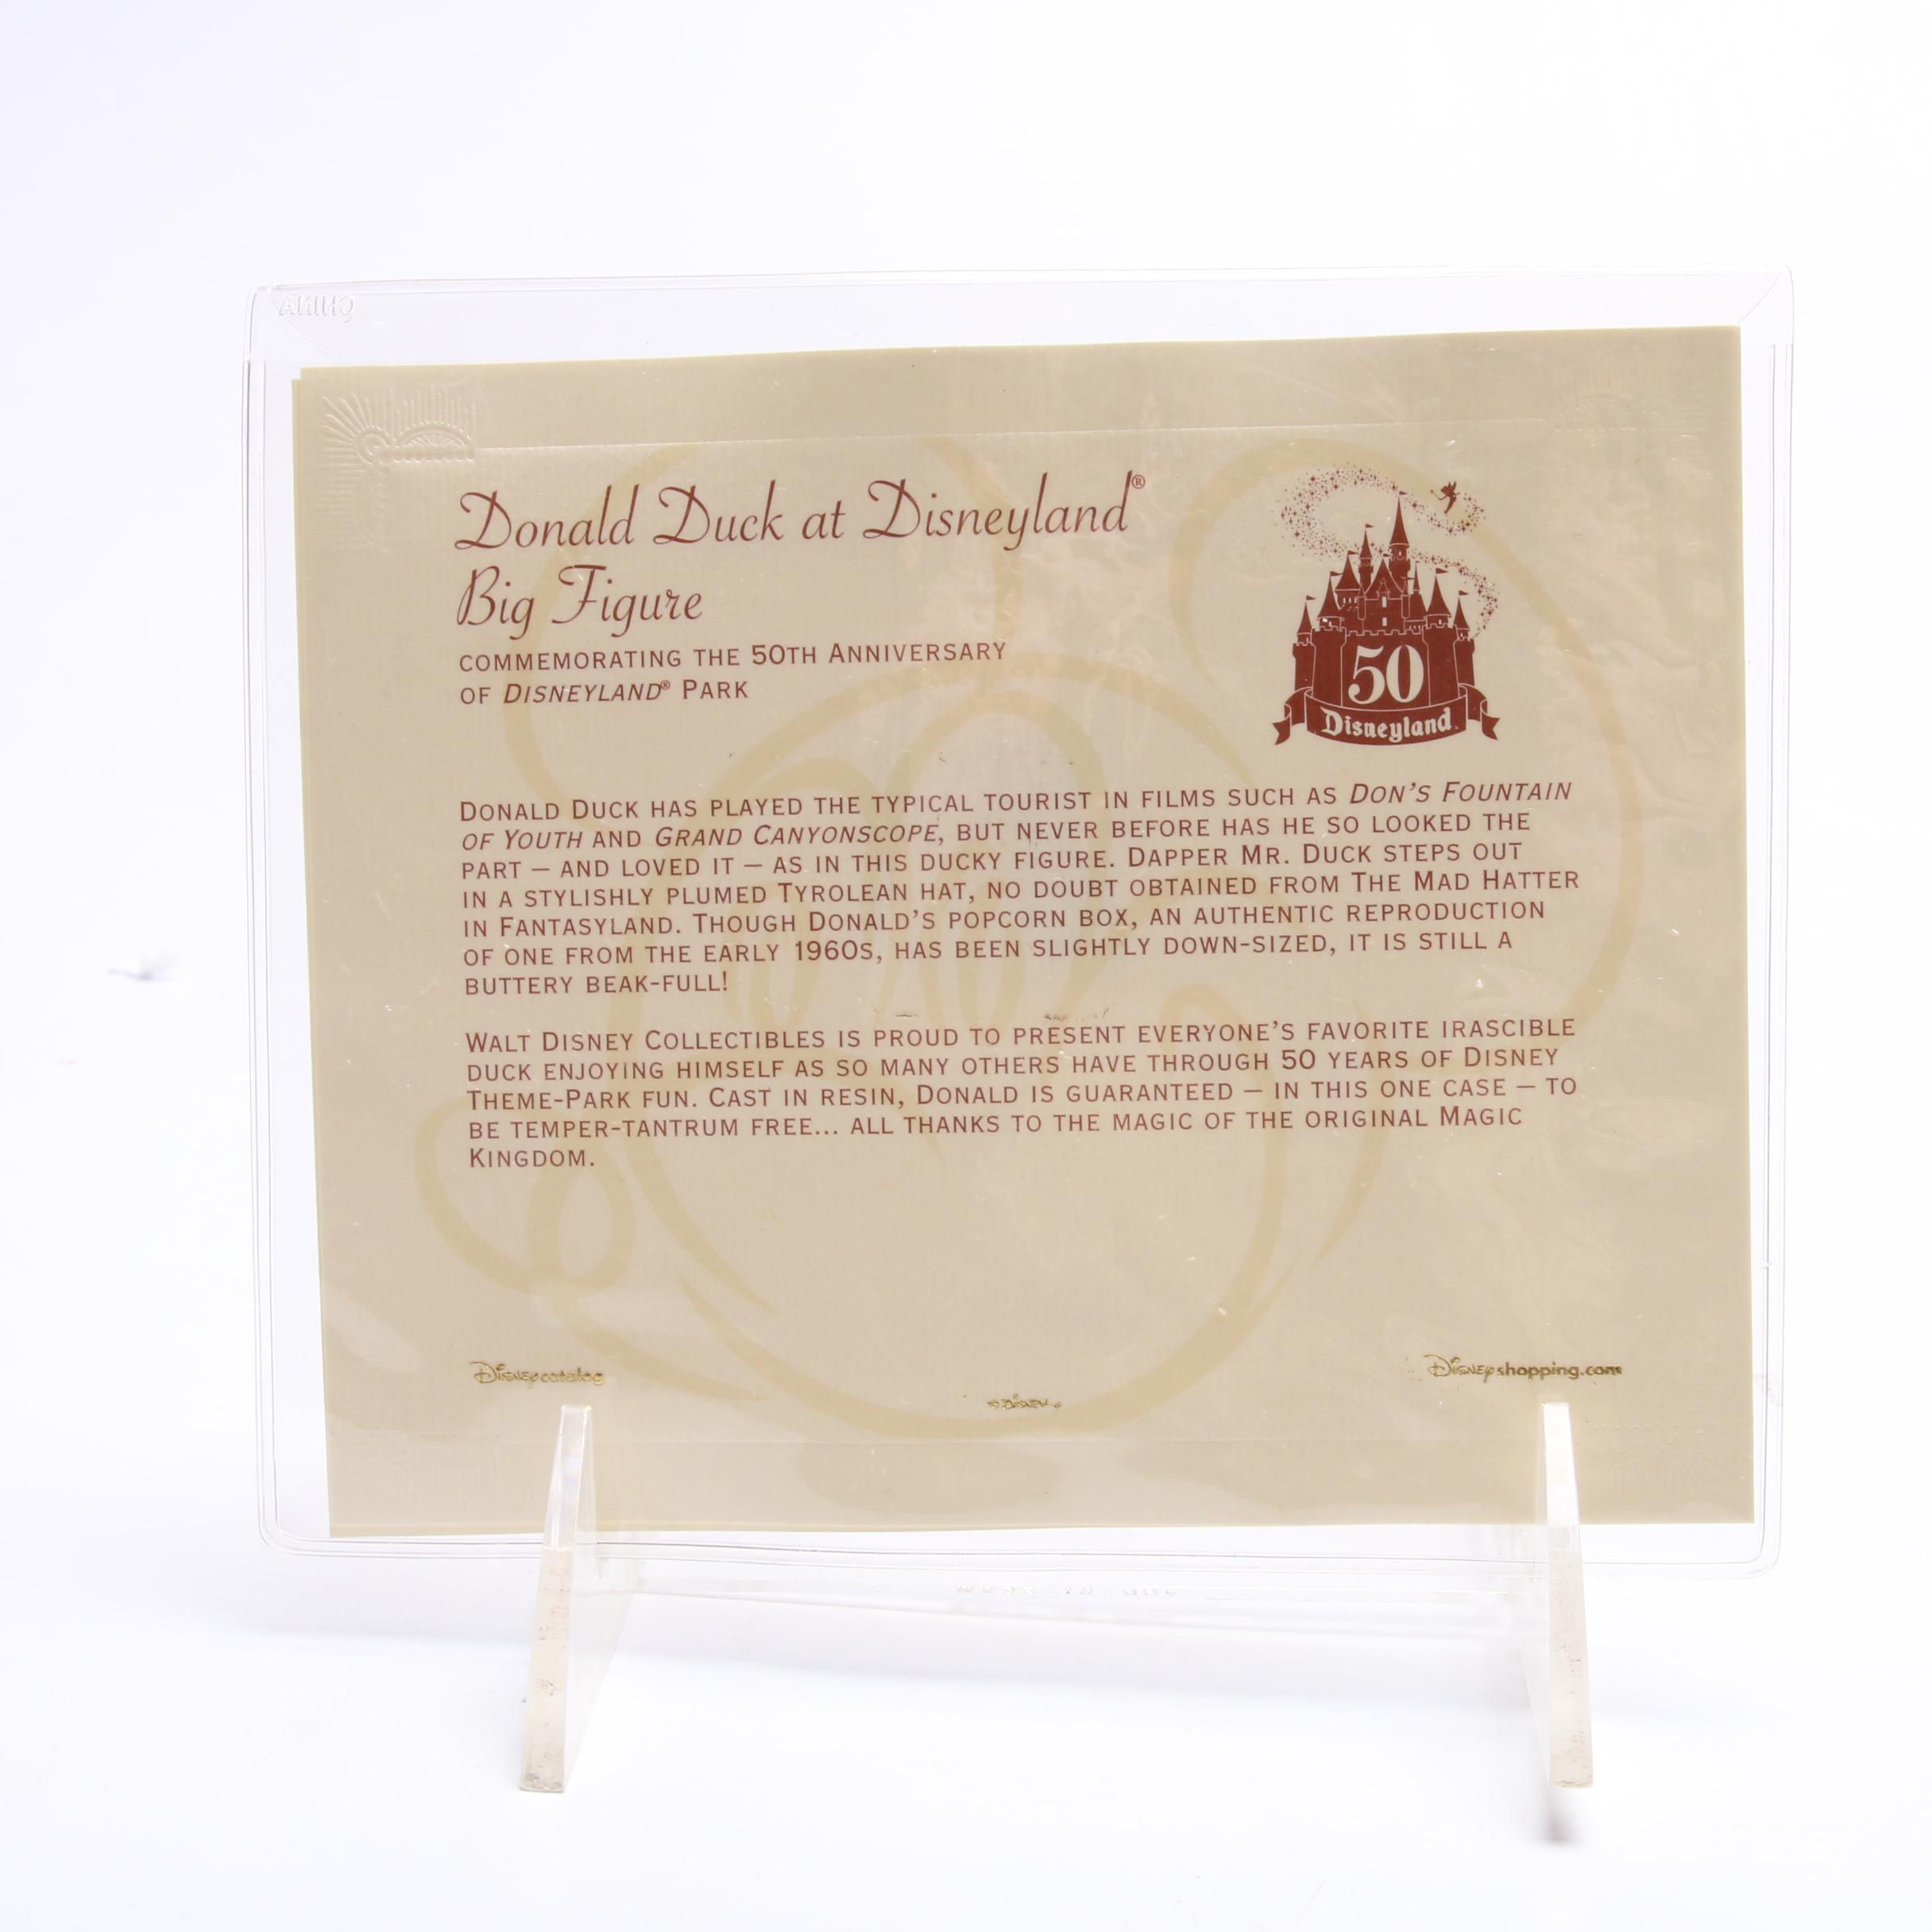 CHINA
Donald Duck at Disneyland®
Big Figure
COMMEMORATING THE 50TH ANNIVERSARY
OF DISNEYLAND® PARK
50
Disneyland
DONALD DUCK HAS PLAYED THE TYPICAL TOURIST IN FILMS SUCH AS DON'S FOUNTAIN
OF YOUTH AND GRAND CANYONSCOPE, BUT NEVER BEFORE HAS HE SO LOOKED THE
PART — AND LOVED IT — AS IN THIS DUCKY FIGURE. DAPPER MR. DUCK STEPS OUT
IN A STYLISHLY PLUMED TYROLEAN HAT, NO DOUBT OBTAINED FROM THE MAD HATTER
IN FANTASYLAND. THOUGH DONALD'S POPCORN BOX, AN AUTHENTIC REPRODUCTION
OF ONE FROM THE EARLY 1960S, HAS BEEN SLIGHTLY DOWN-SIZED, IT IS STILL A
BUTTERY BEAK-FULL!
WALT DISNEY COLLECTIBLES IS PROUD TO PRESENT EVERYONE'S FAVORITE IRASCIBLE
DUCK ENJOYING HIMSELF AS SO MANY OTHERS HAVE THROUGH 50 YEARS OF DISNEY
THEME-PARK FUN. CAST IN RESIN, DONALD IS GUARANTEED — IN THIS ONE CASE — TO
BE TEMPER-TANTRUM FREE... ALL THANKS TO THE MAGIC OF THE ORIGINAL MAGIC
KINGDOM.
Disney catalog
Disney shopping.com
© DISNEY